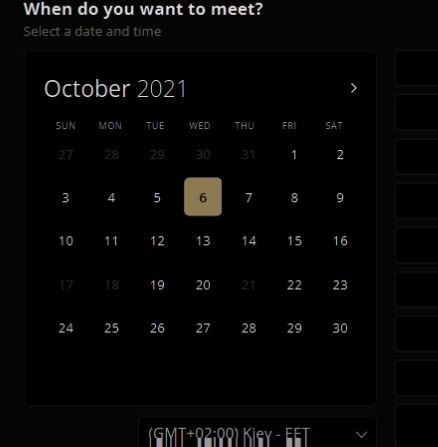 When do you want to meet?
Select a date and time
October 2021
SUN MON TUE WED THU FRI SAT
27 28 29 30 31 1 2
3 4 5 6 7 8 9
10 11 12 13 14 15 16
17 18 19 20 21 22 23
24 25 26 27 28 29 30
(GMT+02:00) Kiev - EET